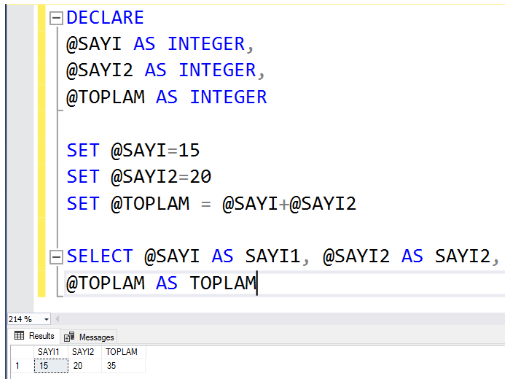 DECLARE
@SAYI AS INTEGER,
@SAYI2 AS INTEGER,
@TOPLAM AS INTEGER
SET @SAYI=15
SET @SAYI2=20
SET @TOPLAM = @SAYI+@SAYI2
SELECT @SAYI AS SAYI1, @SAYI2 AS SAYI2,
@TOPLAM AS TOPLAM
214 %
Results Messages
SAYI1 SAYI2 TOPLAM
1 15 20 35